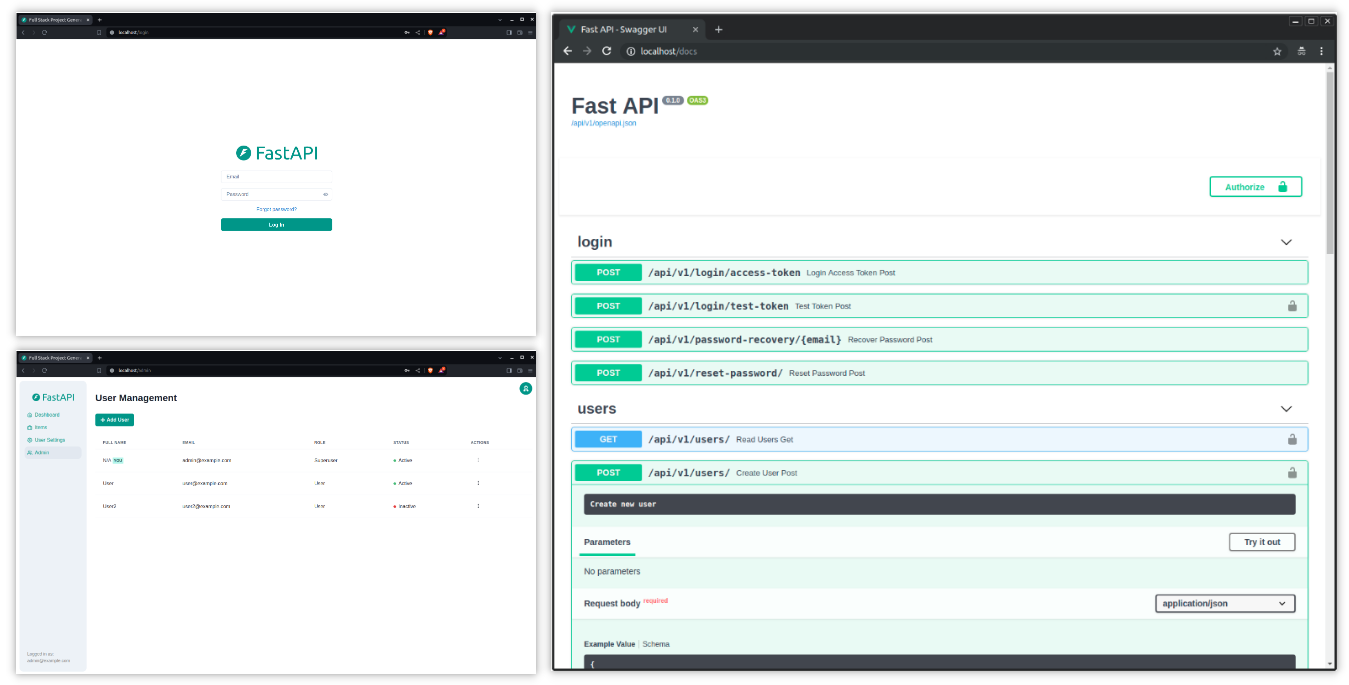 Full Stack Project Genera
localhost/login
FastAPI
Email
Password
Forgot password?
Log In
Full Stack Project Genera
localhost/admin
FastAPI
Dashboard
Items
User Settings
Admin
Logged in as:
admin@example.com
User Management
+ Add User
FULL NAME EMAIL ROLE STATUS ACTIONS
N/A YOU admin@example.com Superuser Active
User user@example.com User Active
User2 user2@example.com User Inactive
Fast API - Swagger UI
localhost/docs
Fast API 0.1.0 OAS3
/api/v1/openapi.json
Authorize
login
POST /api/v1/login/access-token Login Access Token Post
POST /api/v1/login/test-token Test Token Post
POST /api/v1/password-recovery/{email} Recover Password Post
POST /api/v1/reset-password/ Reset Password Post
users
GET /api/v1/users/ Read Users Get
POST /api/v1/users/ Create User Post
Create new user
Parameters Try it out
No parameters
Request body required application/json
Example Value Schema
{